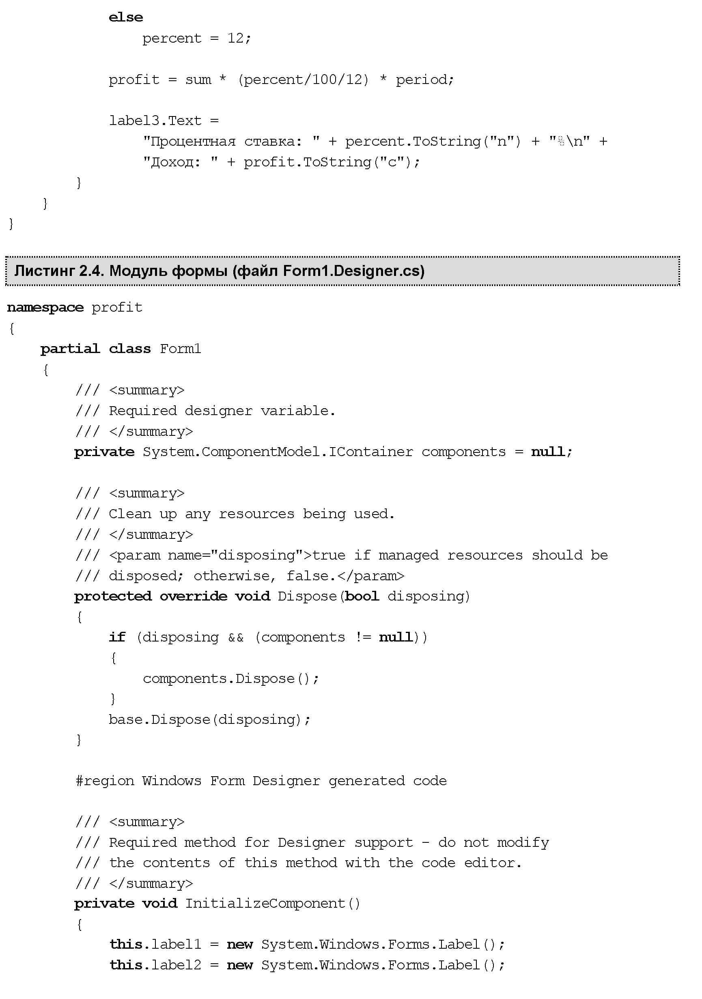 else
percent = 12;
profit = sum * (percent/100/12) * period;
label3.Text =
"Процентная ставка: " + percent.ToString("n") + "%\n" +
"Доход: " + profit.ToString("c");
}
}
}
Листинг 2.4. Модуль формы (файл Form1.Designer.cs)
namespace profit
{
partial class Form1
{
/// <summary>
/// Required designer variable.
/// </summary>
private System.ComponentModel.IContainer components = null;
/// <summary>
/// Clean up any resources being used.
/// </summary>
/// <param name="disposing">true if managed resources should be
/// disposed; otherwise, false.</param>
protected override void Dispose(bool disposing)
{
if (disposing && (components != null))
{
components.Dispose();
}
base.Dispose(disposing);
}
#region Windows Form Designer generated code
/// <summary>
/// Required method for Designer support - do not modify
/// the contents of this method with the code editor.
/// </summary>
private void InitializeComponent()
{
this.label1 = new System.Windows.Forms.Label();
this.label2 = new System.Windows.Forms.Label();